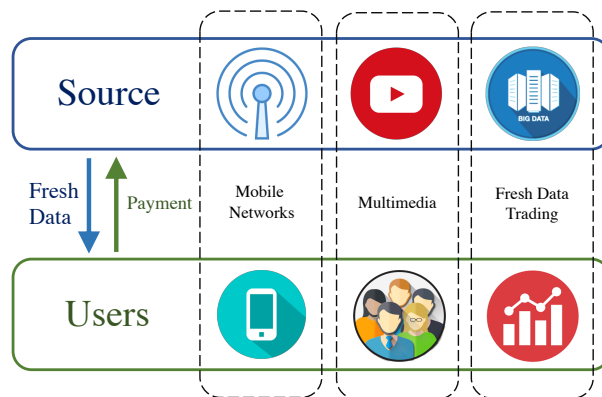 Source
BIG DATA
Fresh
Data
Payment
Mobile
Networks
Multimedia
Fresh Data
Trading
Users